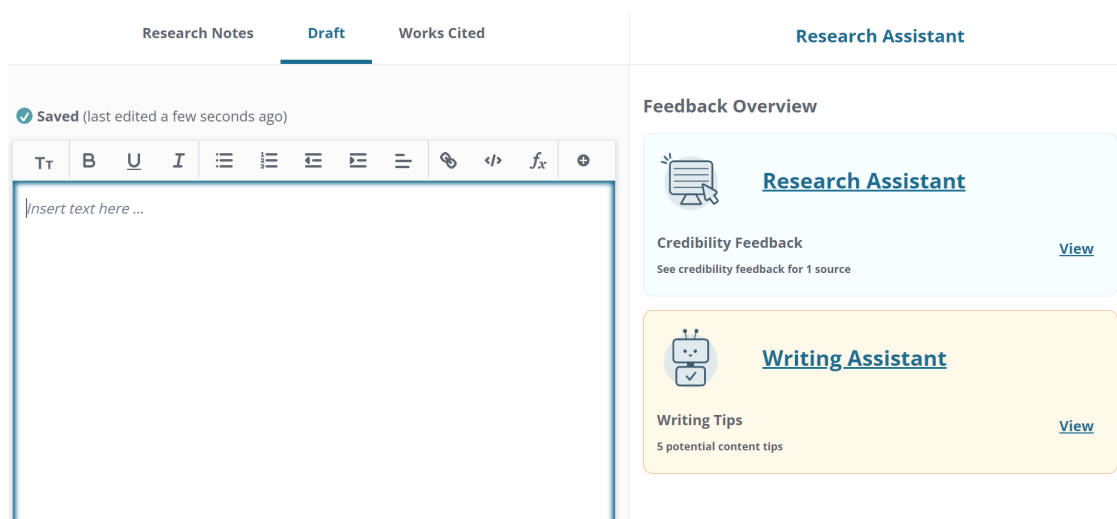 Research Notes
Draft
Works Cited
Research Assistant
Saved (last edited a few seconds ago)
TT
B
U
I
</>
fx
Insert text here ...
Feedback Overview
Research Assistant
Credibility Feedback
View
See credibility feedback for 1 source
Writing Assistant
Writing Tips
View
5 potential content tips